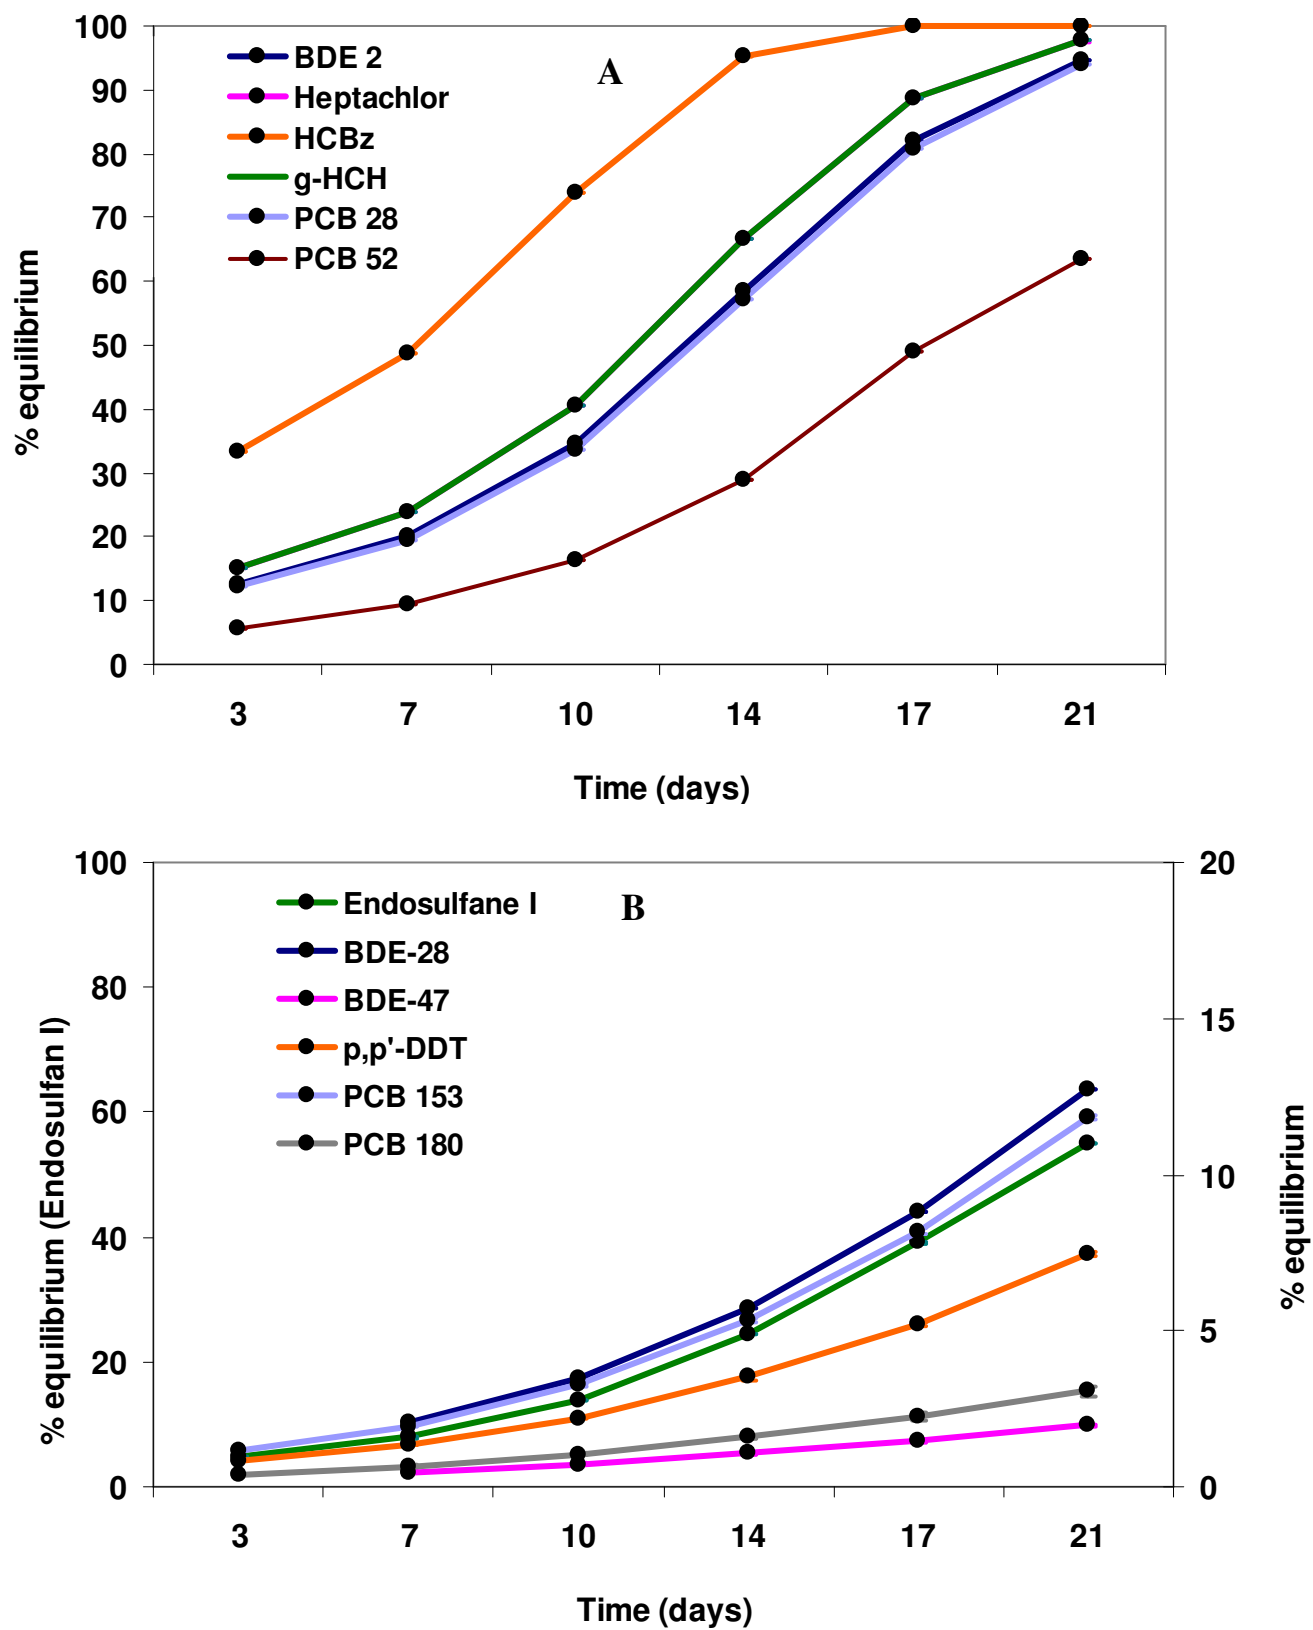 100
90
80
70
60
50
40
30
20
10
0
% equilibrium
A
BDE 2
Heptachlor
HCBz
g-HCH
PCB 28
PCB 52
3 7 10 14 17 21
Time (days)
100
80
60
40
20
0
% equilibrium (Endosulfan I)
B
Endosulfane I
BDE-28
BDE-47
p,p'-DDT
PCB 153
PCB 180
20
15
10
5
0
% equilibrium
3 7 10 14 17 21
Time (days)